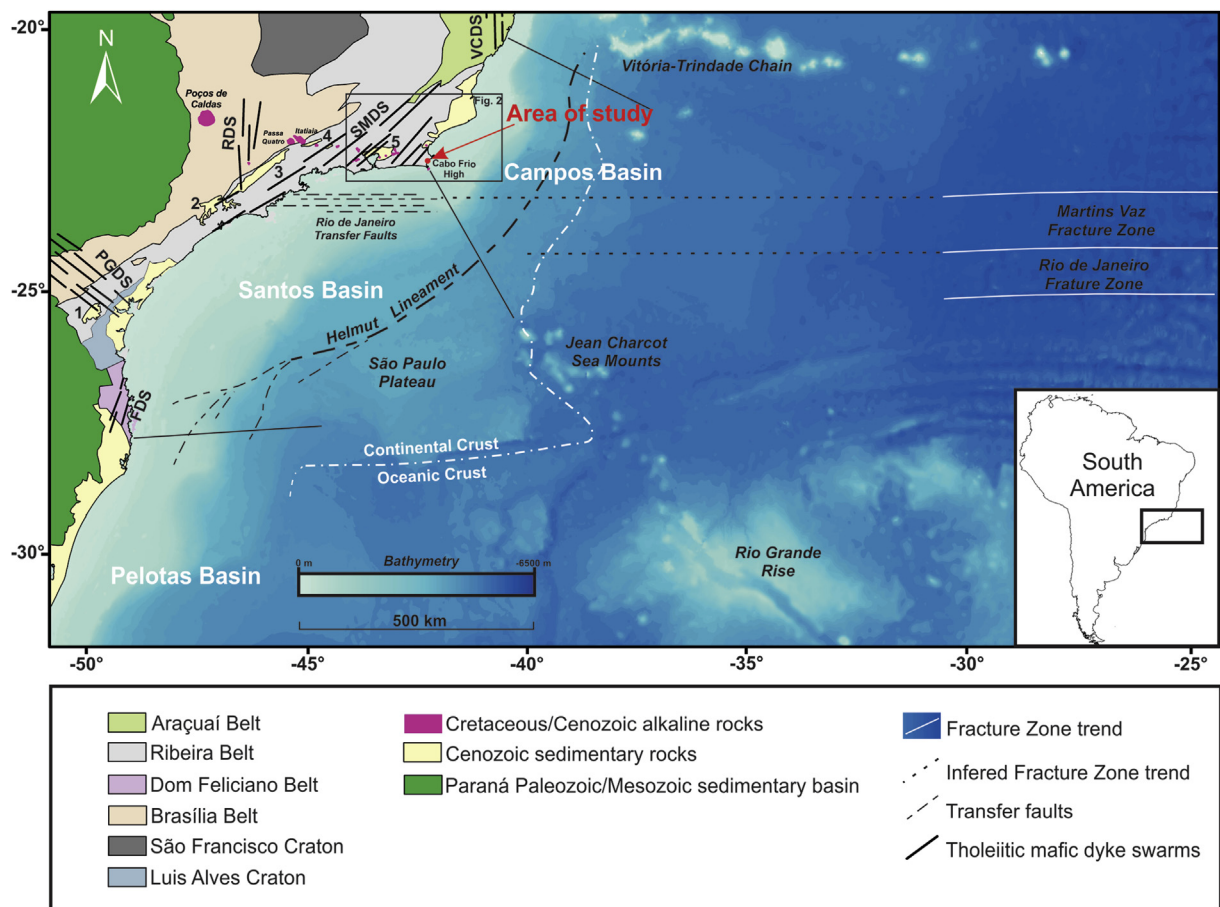 -20°
-25°
-30°
-50°
-45°
-40°
-35°
-30°
-25°
N
Poços de
Caldas
RDS
Passa
Quatro
Itatiaia
4
SMDS
5
3
2
VCDS
Fig. 2
Area of study
Cabo Frio
High
Vitória-Trindade Chain
Campos Basin
Rio de Janeiro
Transfer Faults
Martins Vaz
Fracture Zone
Rio de Janeiro
Frature Zone
PGDS
1
FDS
Santos Basin
Helmut Lineament
São Paulo
Plateau
Jean Charcot
Sea Mounts
Continental Crust
Oceanic Crust
Rio Grande
Rise
Pelotas Basin
Bathymetry
0 m
-6500 m
500 km
South
America
Araçuaí Belt
Ribeira Belt
Dom Feliciano Belt
Brasília Belt
São Francisco Craton
Luis Alves Craton
Cretaceous/Cenozoic alkaline rocks
Cenozoic sedimentary rocks
Paraná Paleozoic/Mesozoic sedimentary basin
Fracture Zone trend
Infered Fracture Zone trend
Transfer faults
Tholeiitic mafic dyke swarms